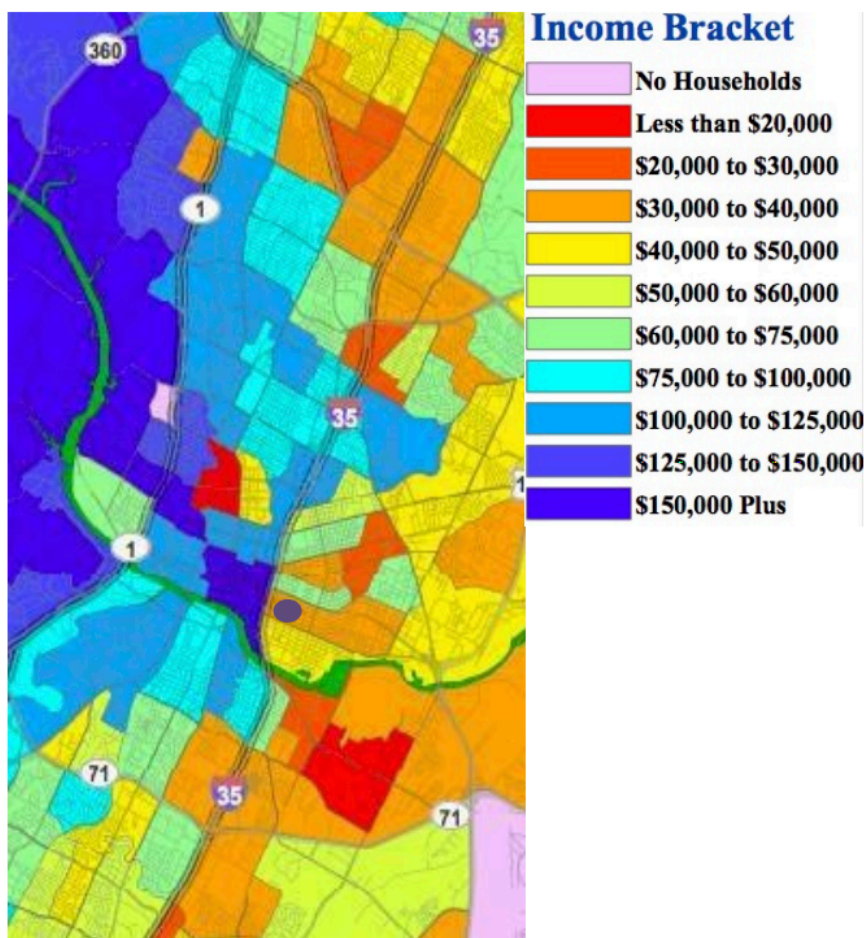 Income Bracket
No Households
Less than $20,000
$20,000 to $30,000
$30,000 to $40,000
$40,000 to $50,000
$50,000 to $60,000
$60,000 to $75,000
$75,000 to $100,000
$100,000 to $125,000
$125,000 to $150,000
$150,000 Plus
360
35
1
35
1
1
71
35
71